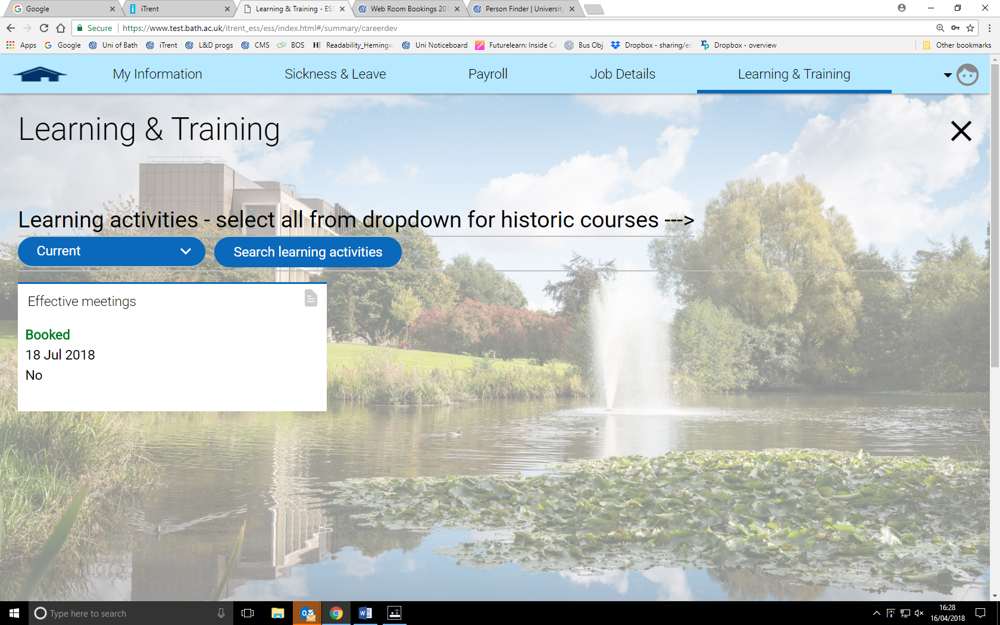 Google
iTrent
Learning & Training - ESS
Web Room Bookings 201
Person Finder | University
Secure
https://www.test.bath.ac.uk/itrent_ess/ess/index.html#/summary/careerdev
Apps
Google
Uni of Bath
iTrent
L&D progs
CMS
BOS
Readability_Hemingw
Uni Noticeboard
Futurelearn: Inside Ca
Bus Obj
Dropbox - sharing/ec
Dropbox - overview
Other bookmarks
My Information
Sickness & Leave
Payroll
Job Details
Learning & Training
Learning & Training
Learning activities - select all from dropdown for historic courses --->
Current
Search learning activities
Effective meetings
Booked
18 Jul 2018
No
Type here to search
16:28
16/04/2018